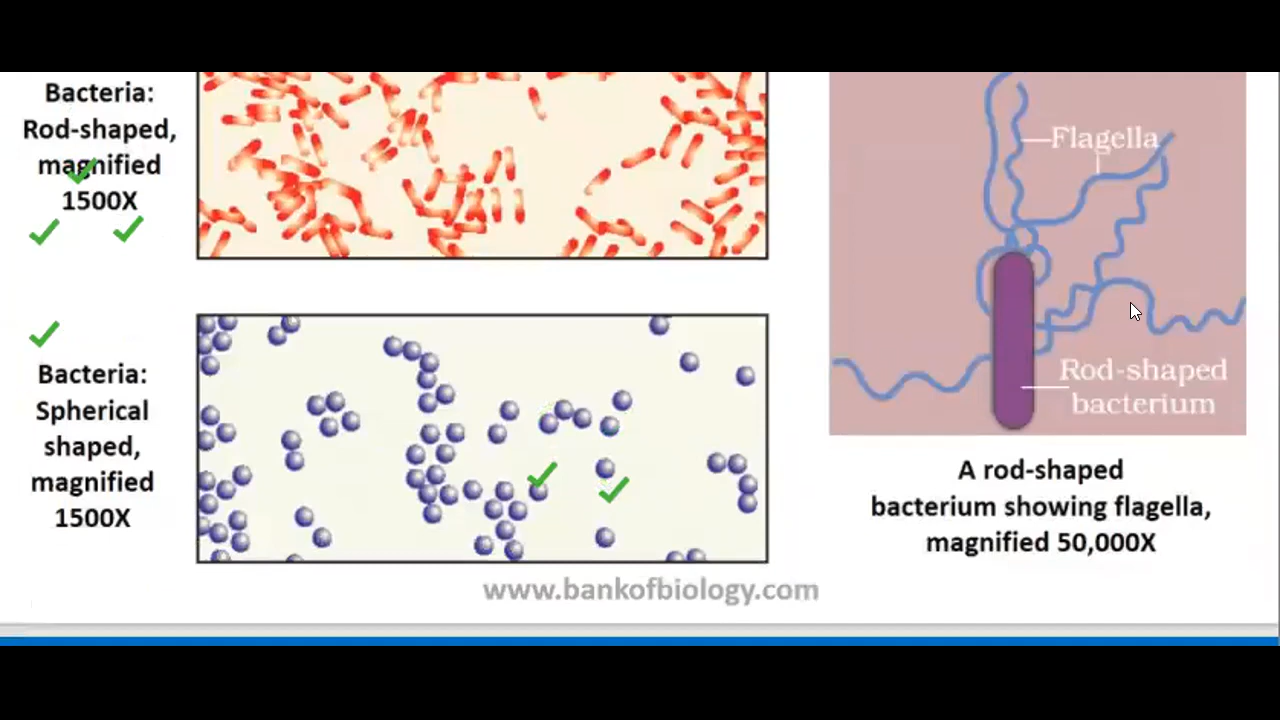 Bacteria:
Rod-shaped,
magnified
1500X
Bacteria:
Spherical
shaped,
magnified
1500X
Flagella
Rod-shaped
bacterium
A rod-shaped
bacterium showing flagella,
magnified 50,000X
www.bankofbiology.com